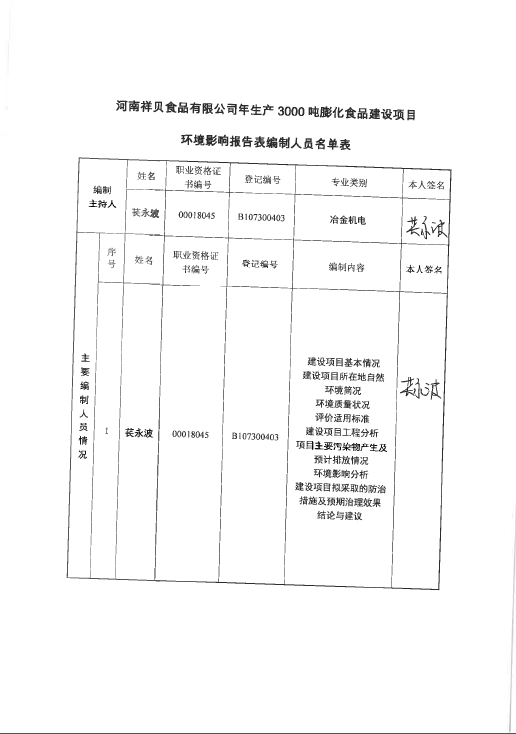 河南祥贝食品有限公司年生产 3000 吨膨化食品建设项目
环境影响报告表编制人员名单表
编制
主持人
姓名
职业资格证
书编号
登记编号
专业类别
本人签名
苌永波
00018045
B107300403
冶金机电
苌永波
主要编制人员情况
序号
姓名
职业资格证
书编号
登记编号
编制内容
本人签名
1
苌永波
00018045
B107300403
建设项目基本情况
建设项目所在地自然
环境简况
环境质量状况
评价适用标准
建设项目工程分析
项目主要污染物产生及
预计排放情况
环境影响分析
建设项目拟采取的防治
措施及预期治理效果
结论与建议
苌永波